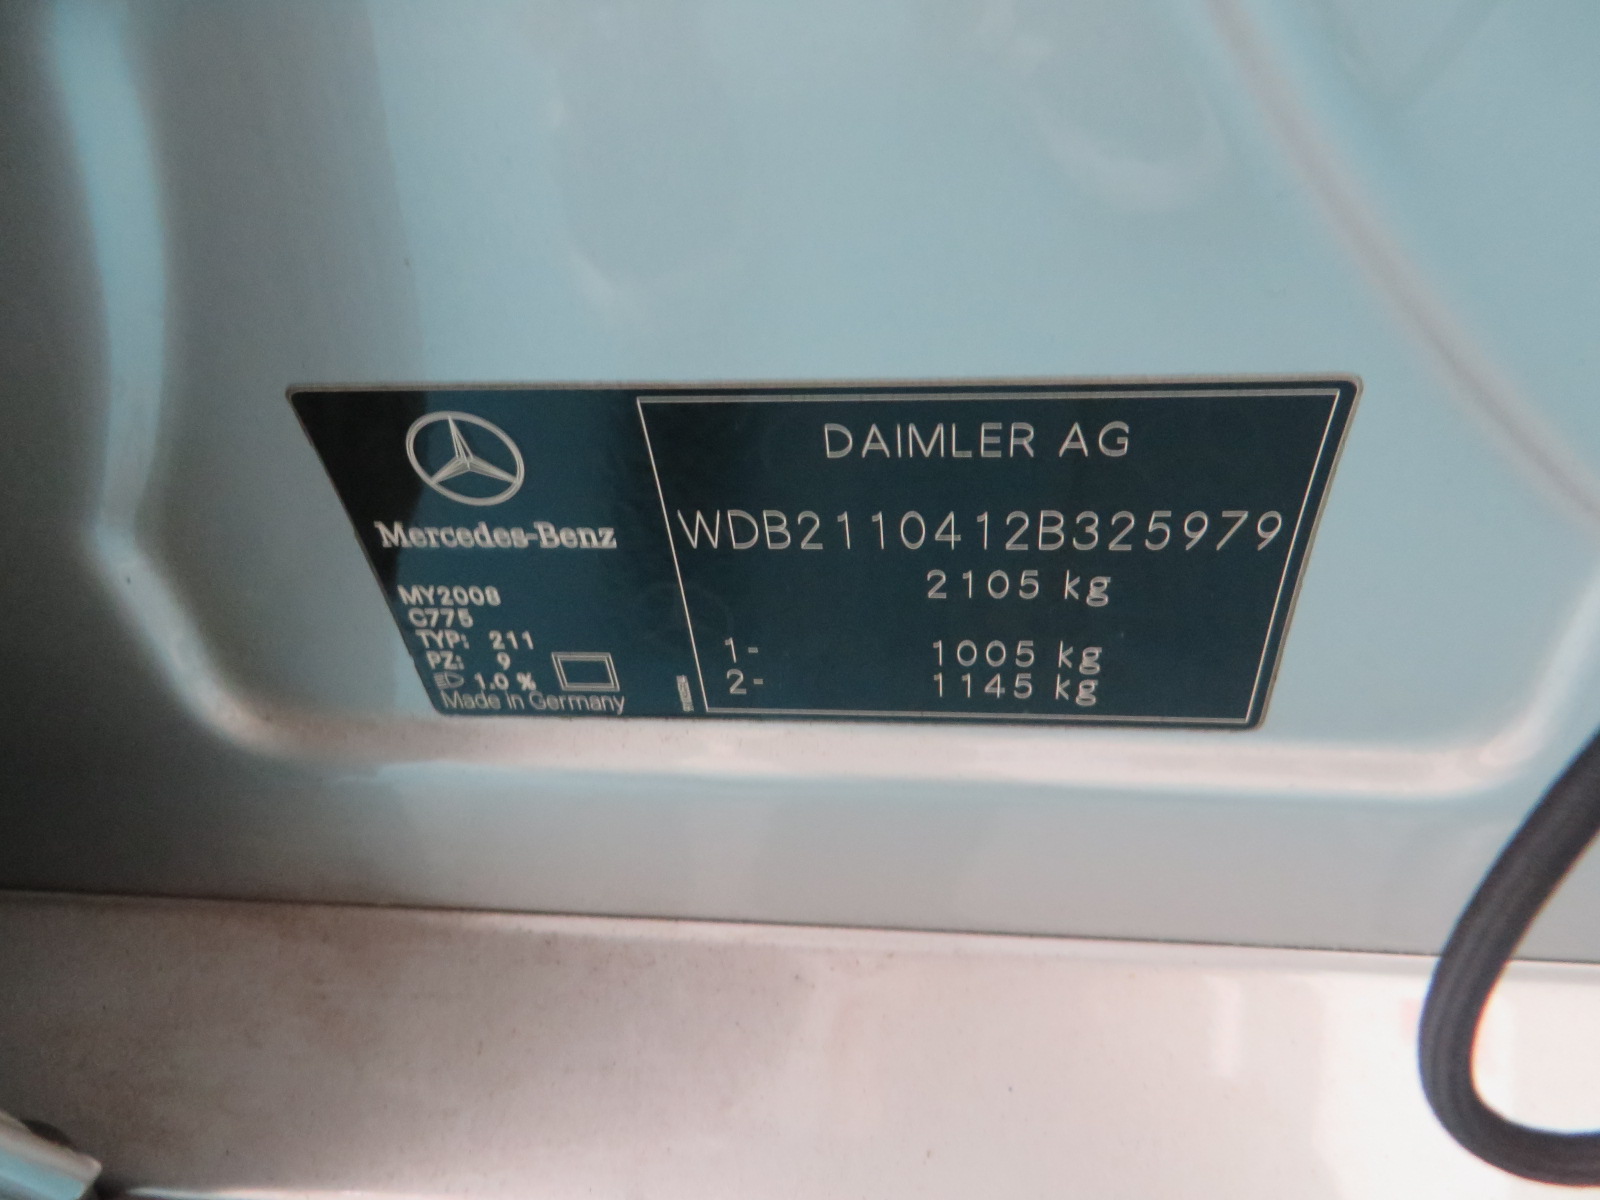 Mercedes-Benz
MY2008
C775
TYP: 211
PZ: 9
1.0 %
Made in Germany
DAIMLER AG
WDB2110412B325979
2105 kg
1- 1005 kg
2- 1145 kg